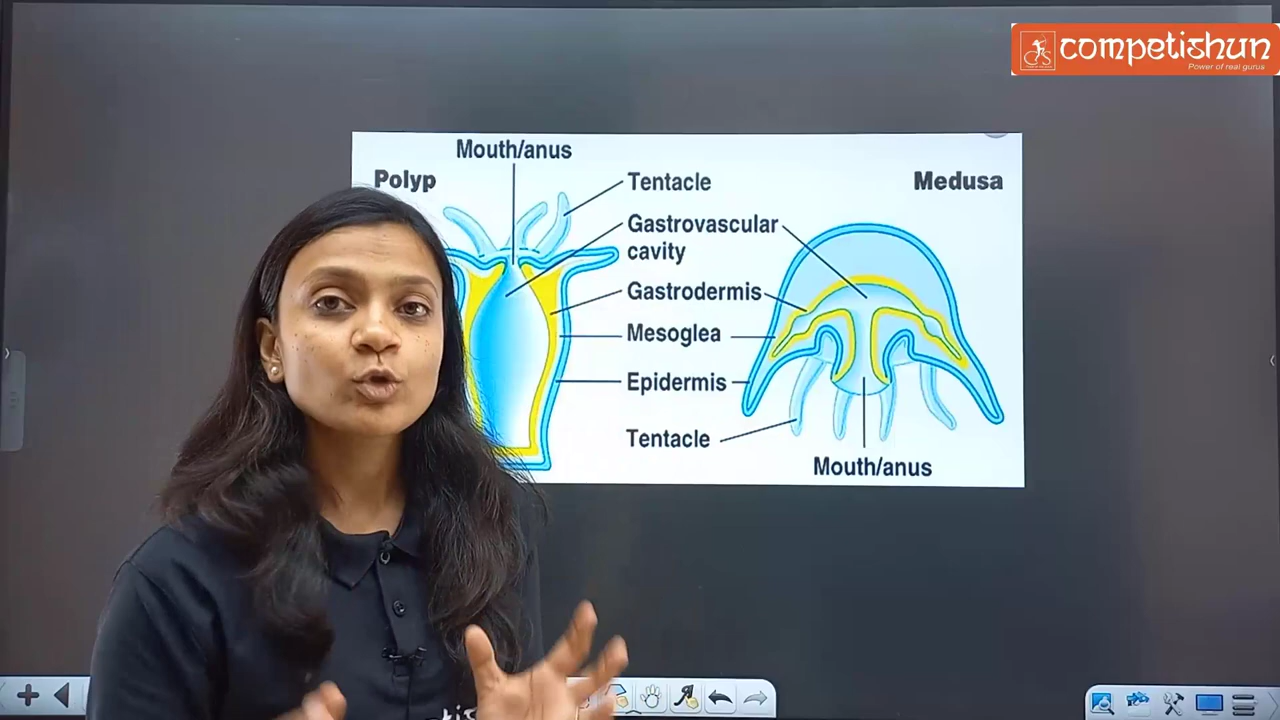 competishun
Power of real gurus
Mouth/anus
Polyp
Tentacle
Medusa
Gastrovascular
cavity
Gastrodermis
Mesoglea
Epidermis
Tentacle
Mouth/anus